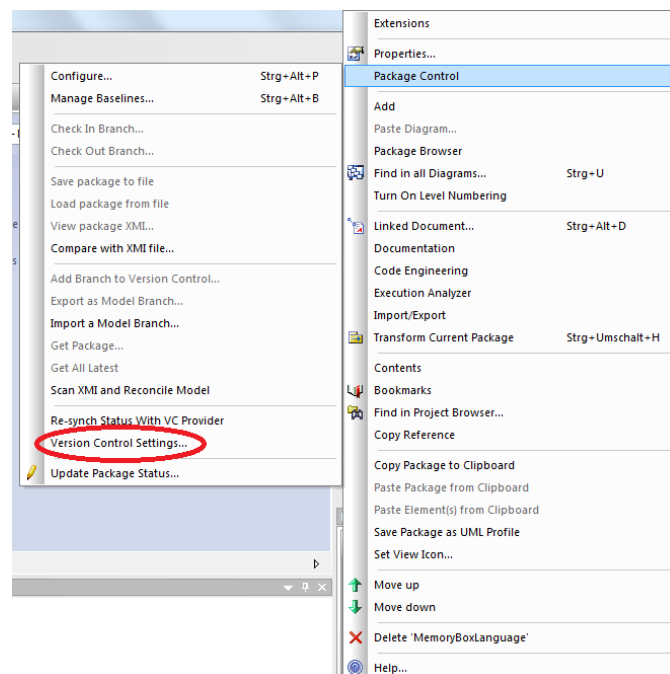 Configure... Strg+Alt+P
Manage Baselines... Strg+Alt+B
Check In Branch...
Check Out Branch...
Save package to file
Load package from file
View package XMI...
Compare with XMI file...
Add Branch to Version Control...
Export as Model Branch...
Import a Model Branch...
Get Package...
Get All Latest
Scan XMI and Reconcile Model
Re-synch Status With VC Provider
Version Control Settings...
Update Package Status...
Extensions
Properties...
Package Control
Add
Paste Diagram...
Package Browser
Find in all Diagrams... Strg+U
Turn On Level Numbering
Linked Document... Strg+Alt+D
Documentation
Code Engineering
Execution Analyzer
Import/Export
Transform Current Package Strg+Umschalt+H
Contents
Bookmarks
Find in Project Browser...
Copy Reference
Copy Package to Clipboard
Paste Package from Clipboard
Paste Element(s) from Clipboard
Save Package as UML Profile
Set View Icon...
Move up
Move down
Delete 'MemoryBoxLanguage'
Help...